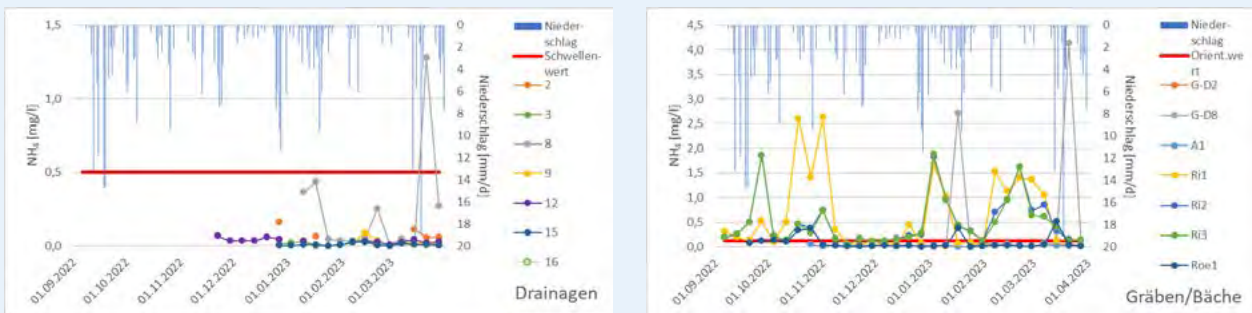 1,5
1,0
0,5
0,0
NH₄ [mg/l]
0
2
4
6
8
10
12
14
16
18
20
Niederschlag [mm/d]
01.09.2022
01.10.2022
01.11.2022
01.12.2022
01.01.2023
01.02.2023
01.03.2023
Nieder-
schlag
Schwellen-
wert
2
3
8
9
12
15
16
Drainagen
4,5
4,0
3,5
3,0
2,5
2,0
1,5
1,0
0,5
0,0
NH₄ [mg/l]
0
2
4
6
8
10
12
14
16
18
20
Niederschlag [mm/d]
01.09.2022
01.10.2022
01.11.2022
01.12.2022
01.01.2023
01.02.2023
01.03.2023
01.04.2023
Nieder-
schlag
Orient.we
rt
G-D2
G-D8
A1
Ri1
Ri2
Ri3
Roe1
Gräben/Bäche